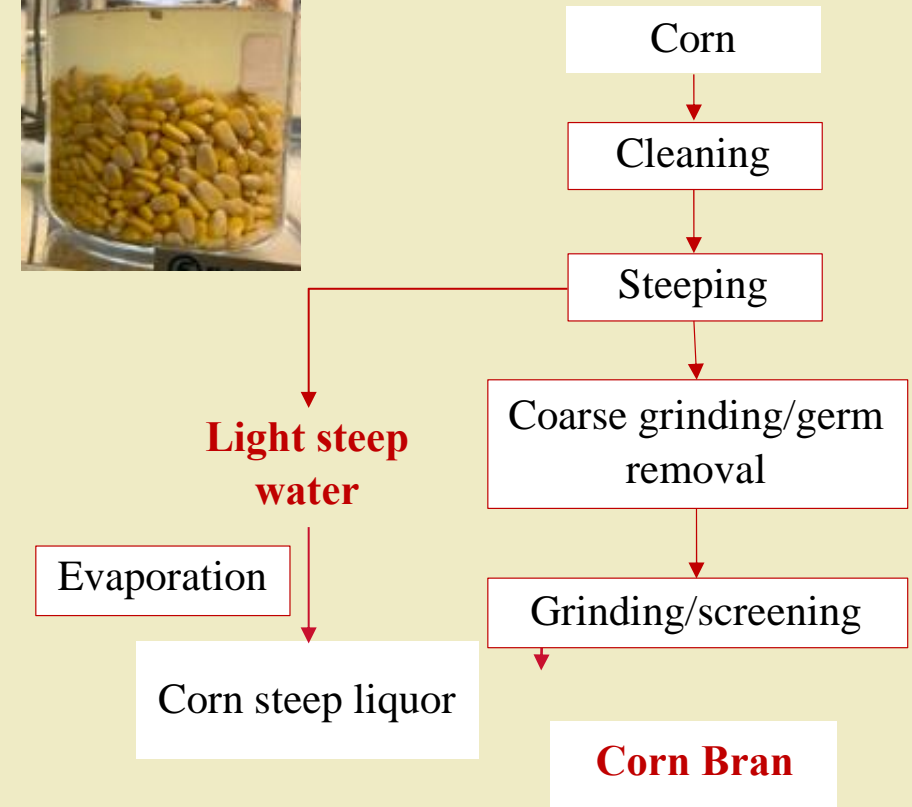 Corn
Cleaning
Steeping
Coarse grinding/germ
removal
Light steep
water
Evaporation
Grinding/screening
Corn steep liquor
Corn Bran